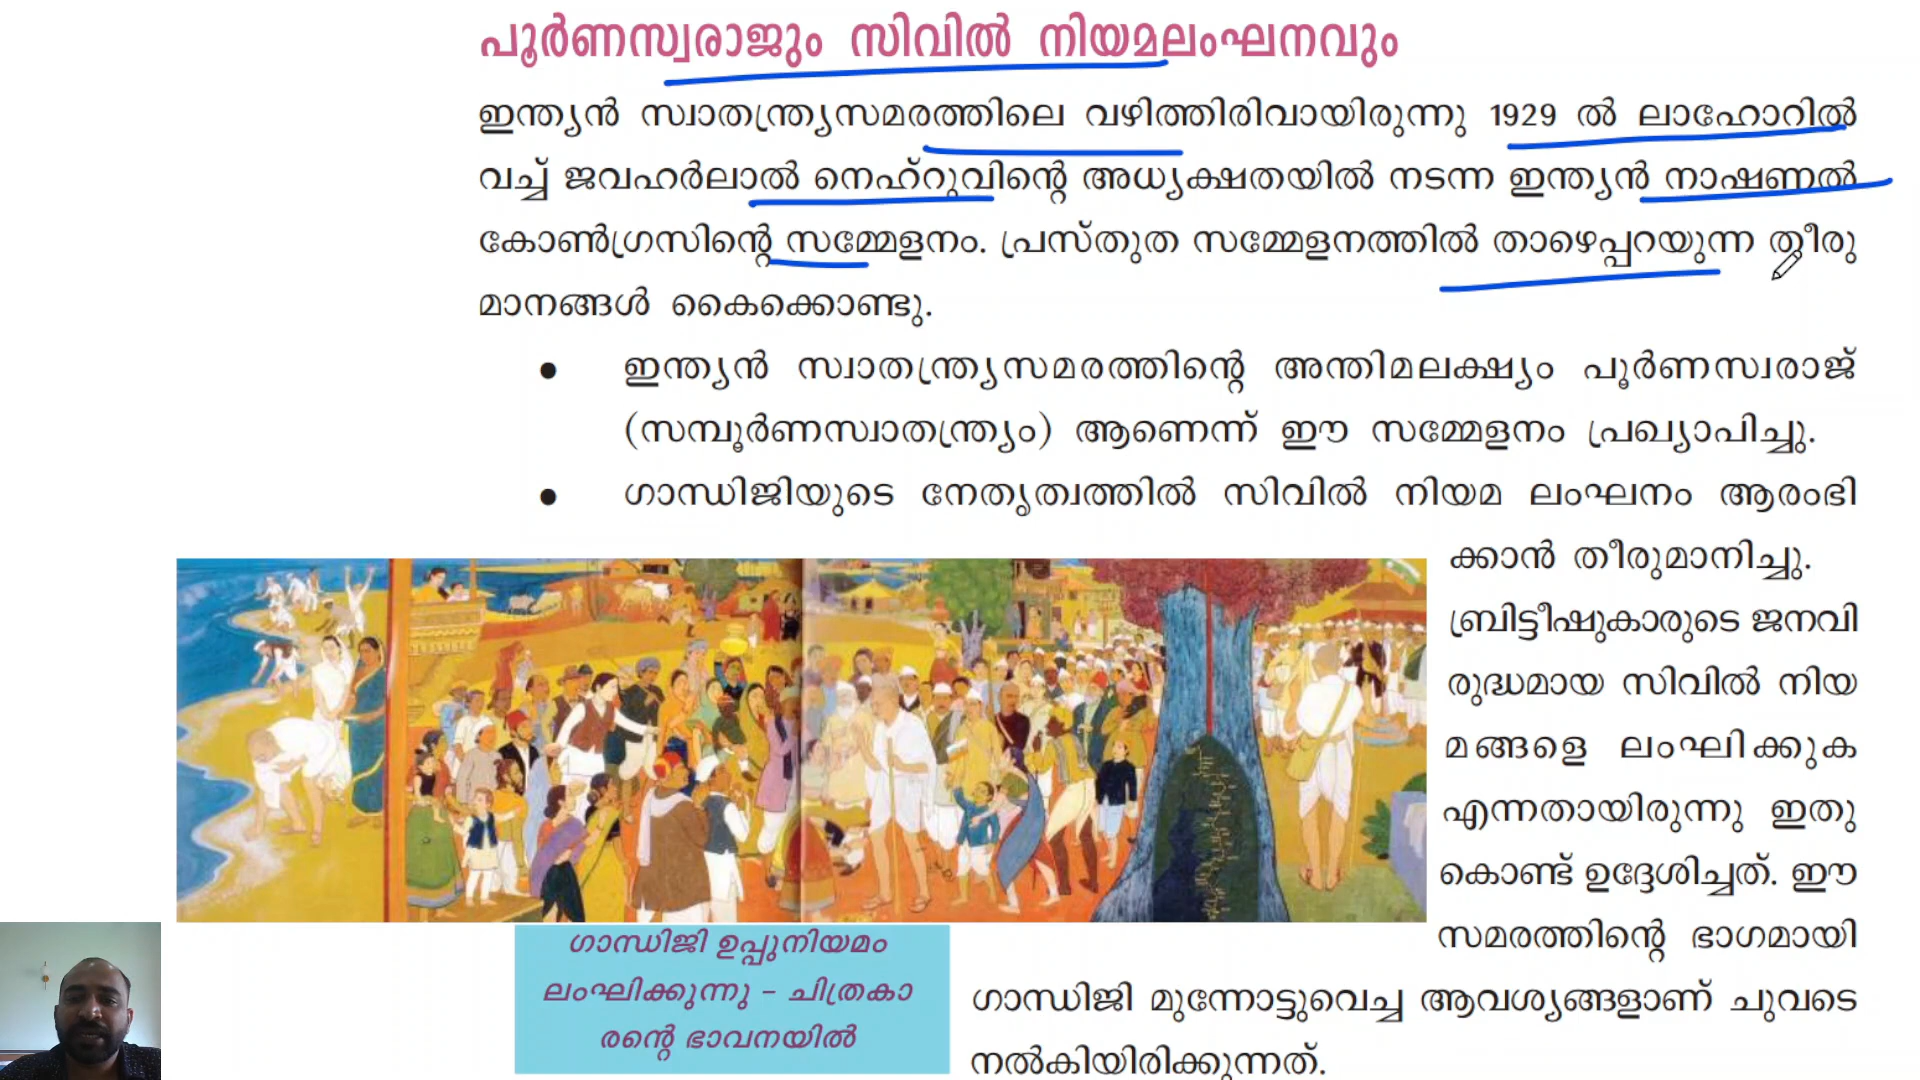 പൂർണസ്വരാജും സിവിൽ നിയമലംഘനവും
ഇന്ത്യൻ സ്വാതന്ത്ര്യസമരത്തിലെ വഴിത്തിരിവായിരുന്നു 1929 ൽ ലാഹോറിൽ
വച്ച് ജവഹർലാൽ നെഹ്റുവിന്റെ അധ്യക്ഷതയിൽ നടന്ന ഇന്ത്യൻ നാഷണൽ
കോൺഗ്രസിന്റെ സമ്മേളനം. പ്രസ്തുത സമ്മേളനത്തിൽ താഴെപ്പറയുന്ന തീരു
മാനങ്ങൾ കൈക്കൊണ്ടു.
• ഇന്ത്യൻ സ്വാതന്ത്ര്യസമരത്തിന്റെ അന്തിമലക്ഷ്യം പൂർണസ്വരാജ്
(സമ്പൂർണസ്വാതന്ത്ര്യം) ആണെന്ന് ഈ സമ്മേളനം പ്രഖ്യാപിച്ചു.
• ഗാന്ധിജിയുടെ നേതൃത്വത്തിൽ സിവിൽ നിയമ ലംഘനം ആരംഭി
ക്കാൻ തീരുമാനിച്ചു.
ബ്രിട്ടീഷുകാരുടെ ജനവി
രുദ്ധമായ സിവിൽ നിയ
മങ്ങളെ ലംഘിക്കുക
എന്നതായിരുന്നു ഇതു
കൊണ്ട് ഉദ്ദേശിച്ചത്. ഈ
സമരത്തിന്റെ ഭാഗമായി
ഗാന്ധിജി മുന്നോട്ടുവെച്ച ആവശ്യങ്ങളാണ് ചുവടെ
നൽകിയിരിക്കുന്നത്.
ഗാന്ധിജി ഉപ്പുനിയമം
ലംഘിക്കുന്നു – ചിത്രകാ
രന്റെ ഭാവനയിൽ